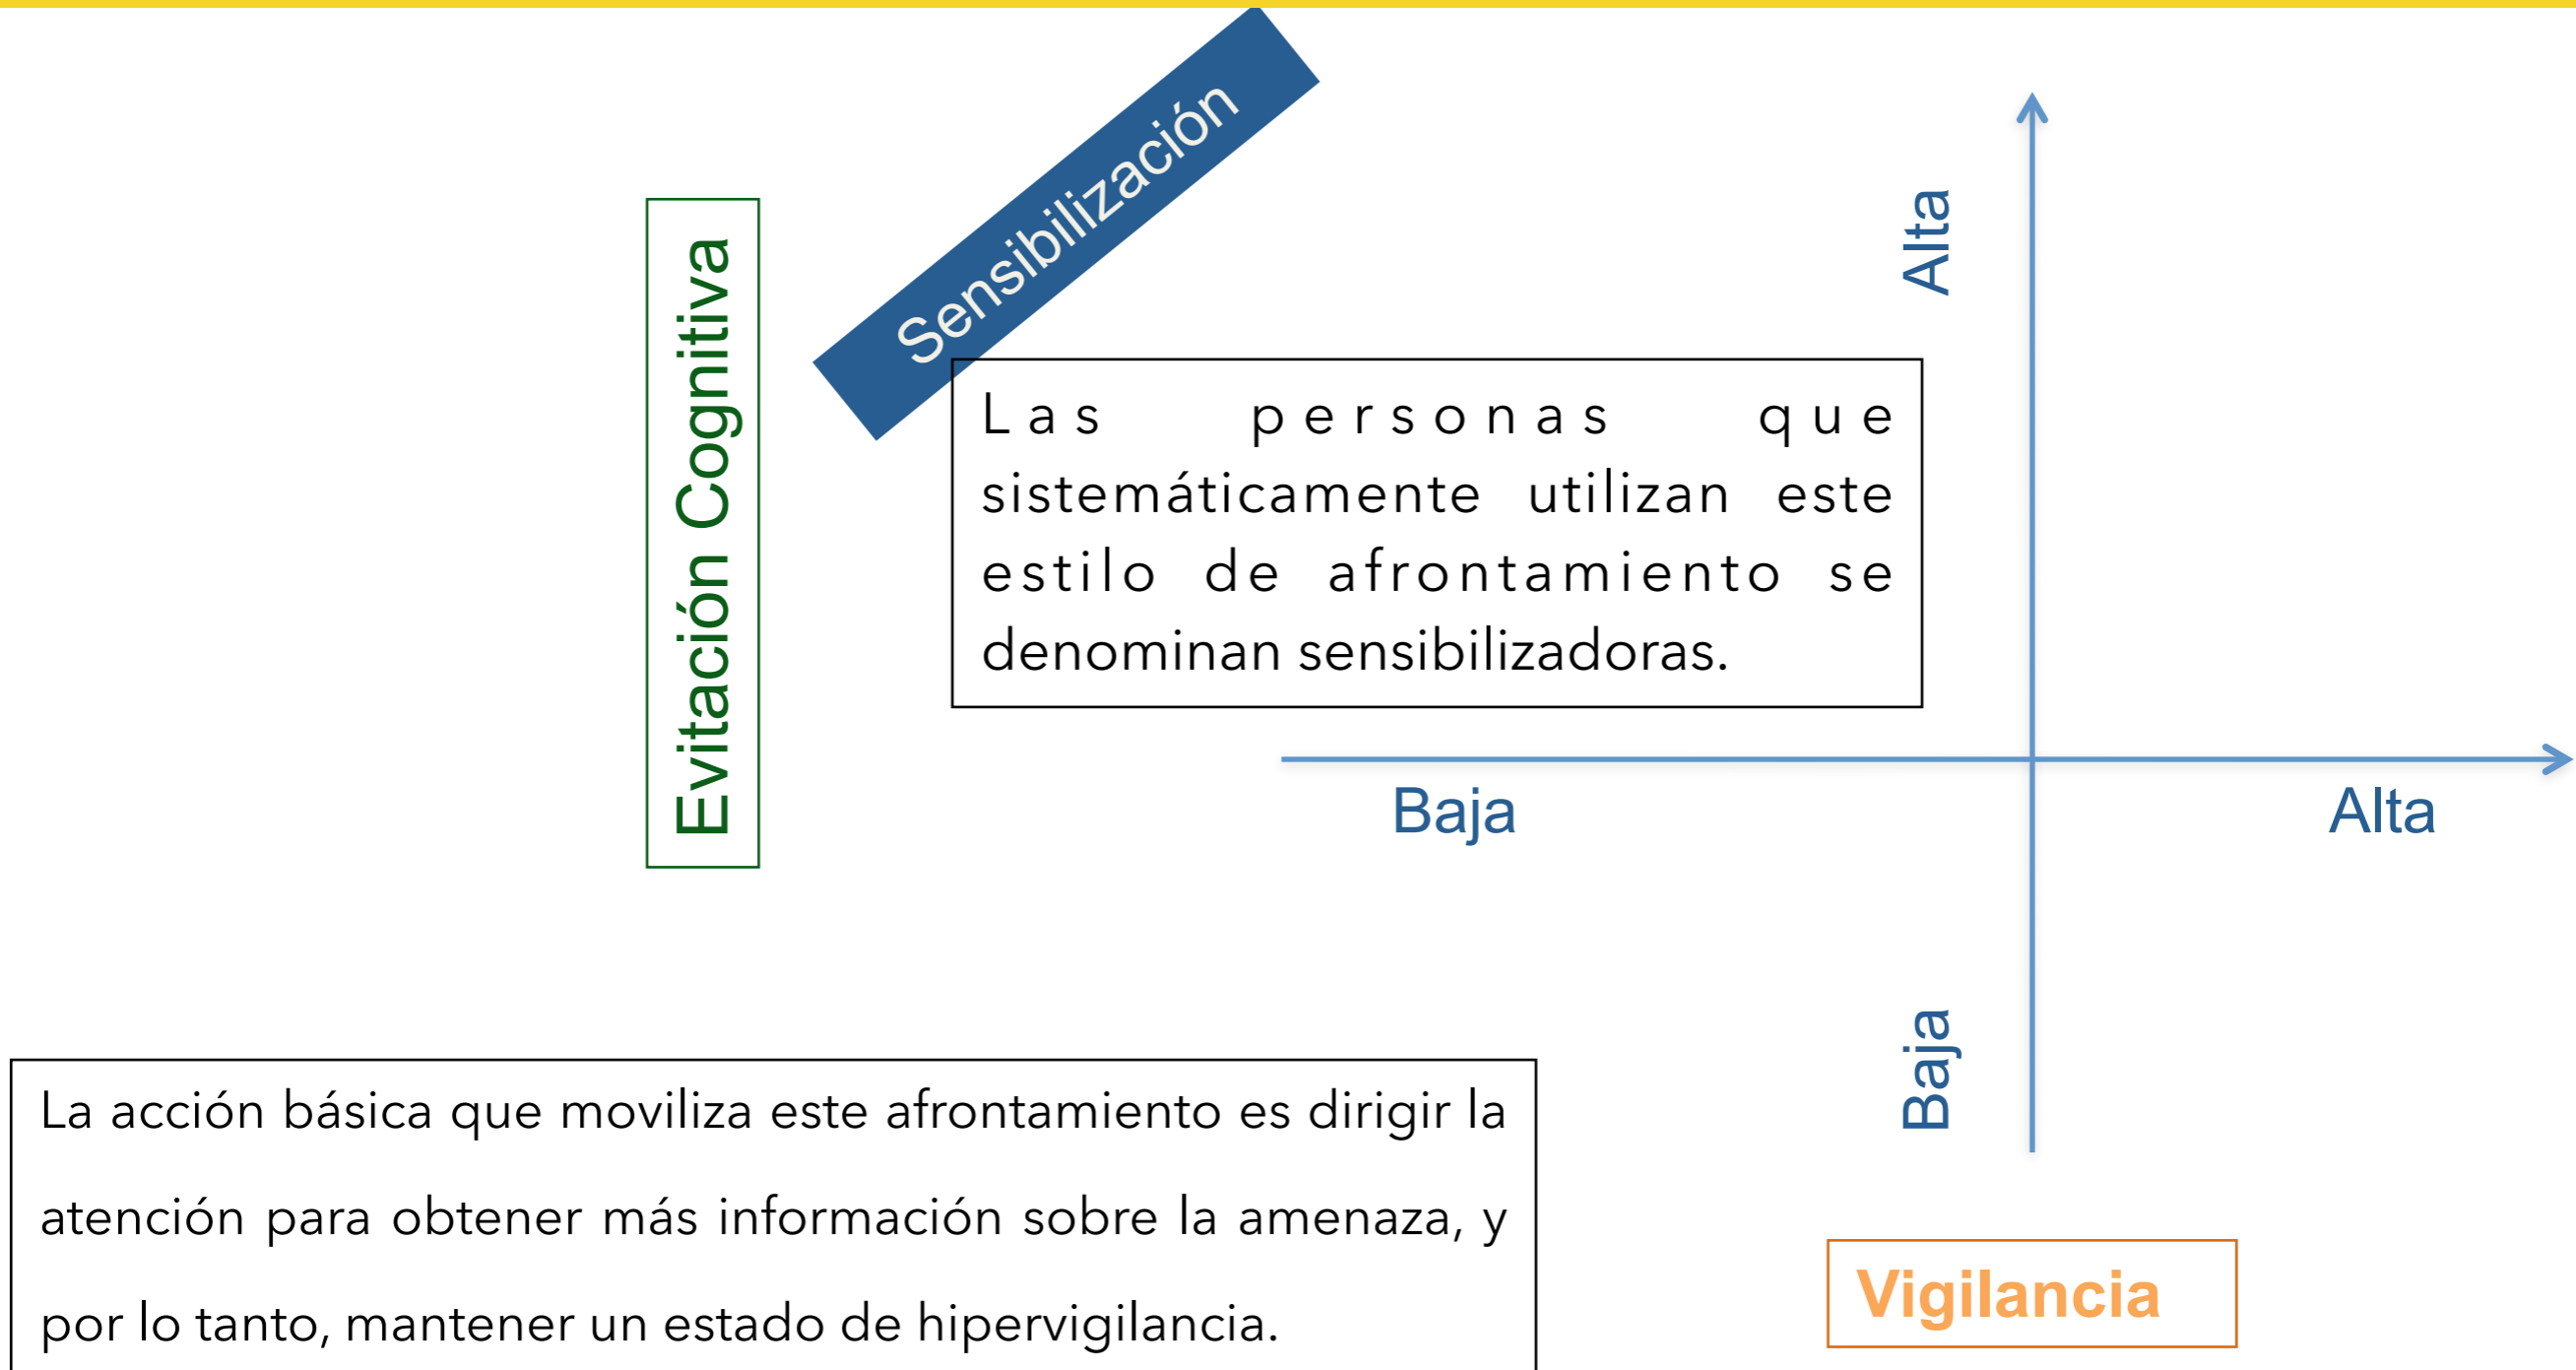 Sensibilización
Evitación Cognitiva
Las personas que
sistemáticamente utilizan este
estilo de afrontamiento se
denominan sensibilizadoras.
Alta
Baja
Alta
Baja
La acción básica que moviliza este afrontamiento es dirigir la
atención para obtener más información sobre la amenaza, y
por lo tanto, mantener un estado de hipervigilancia.
Vigilancia